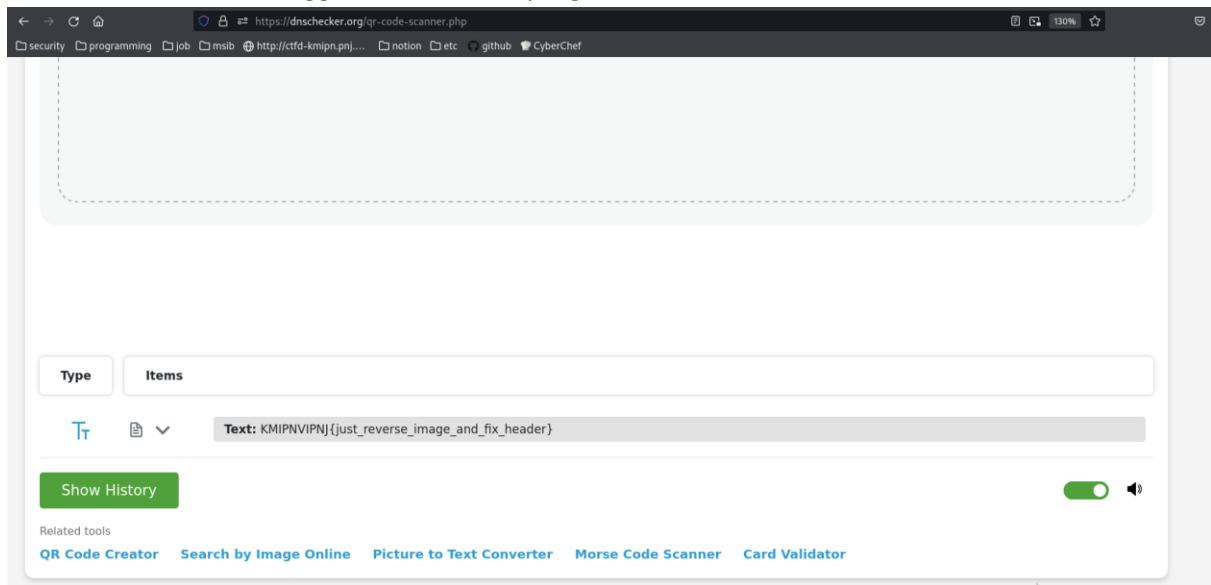 https://dnschecker.org/qr-code-scanner.php 130%
security programming job msib http://ctfd-kmipn.pnj.... notion etc github CyberChef
Type Items
Text: KMIPNVIPNJ{just_reverse_image_and_fix_header}
Show History
Related tools
QR Code Creator Search by Image Online Picture to Text Converter Morse Code Scanner Card Validator